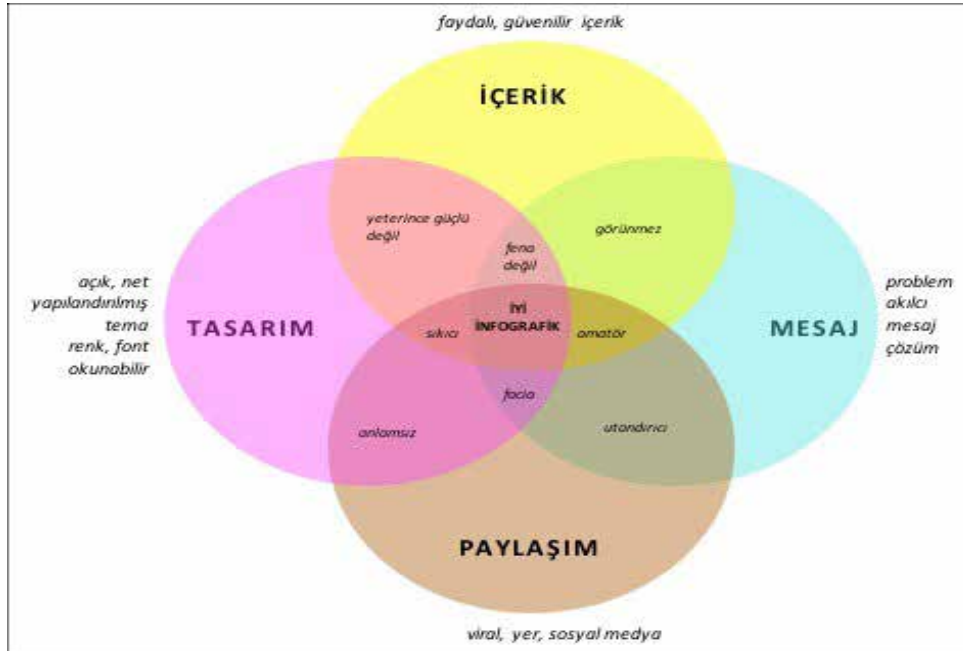 faydalı, güvenilir içerik
İÇERİK
yeterince güçlü
değil
görünmez
fena
değil
açık, net
yapılandırılmış
tema
renk, font
okunabilir
TASARIM
sıkıcı
İYİ
İNFOGRAFİK
amatör
MESAJ
problem
akılcı
mesaj
çözüm
facia
anlamsız
utandırıcı
PAYLAŞIM
viral, yer, sosyal medya